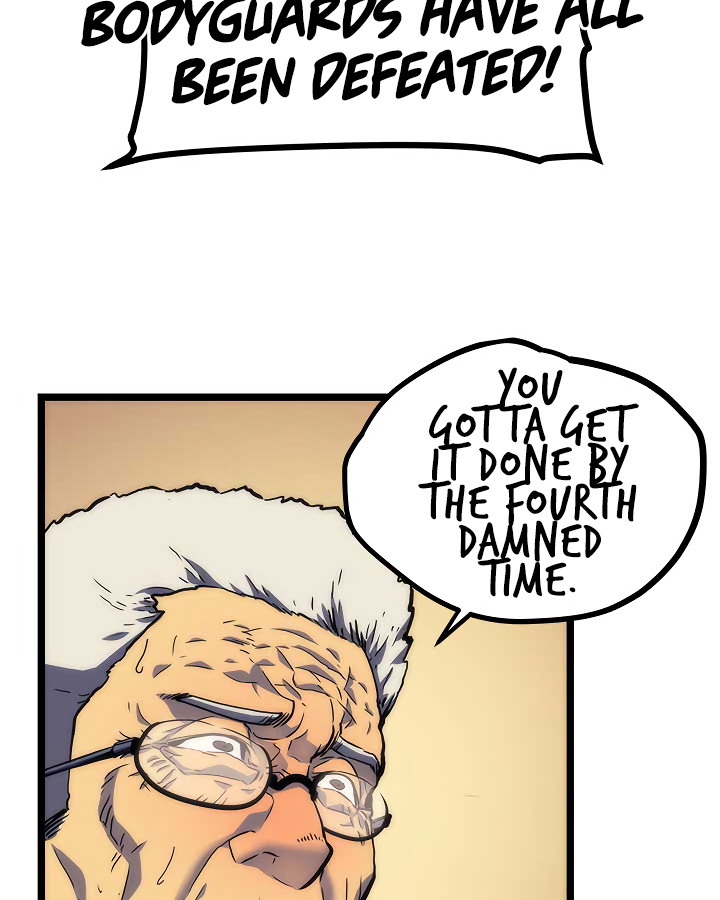 BODYGUARDS HAVE ALL
BEEN DEFEATED!
YOU
GOTTA GET
IT DONE BY
THE FOURTH
DAMNED
TIME.